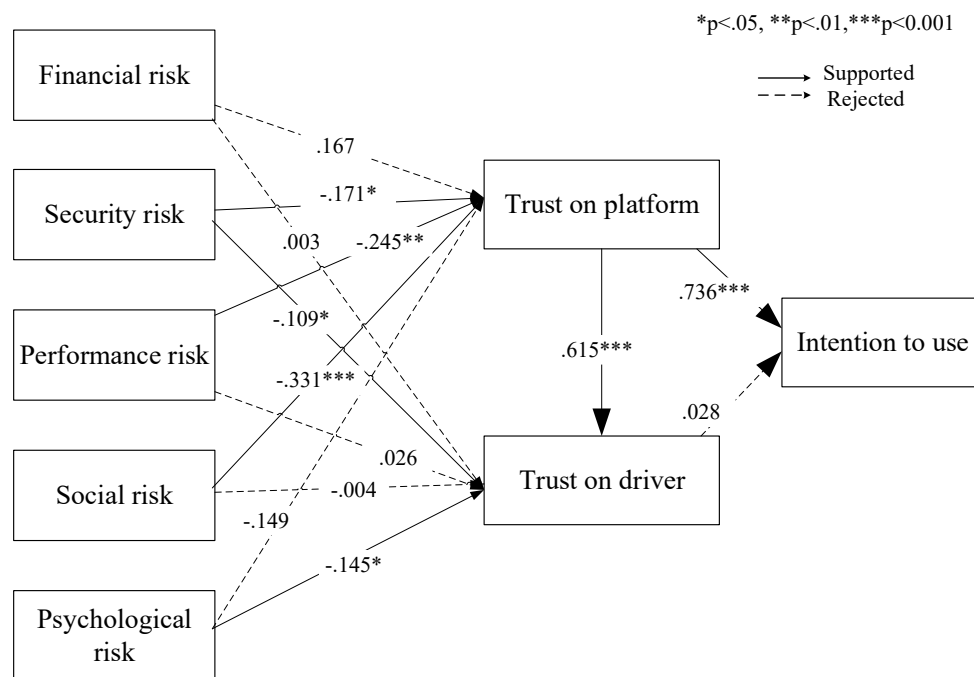 *p<.05, **p<.01,***p<0.001
Supported
Rejected
Financial risk
.167
Security risk
-.171*
Trust on platform
.003
-.245**
.736***
-.109*
Performance risk
-.331***
.615***
Intention to use
.028
.026
Social risk
-.004
Trust on driver
-.149
-.145*
Psychological
risk